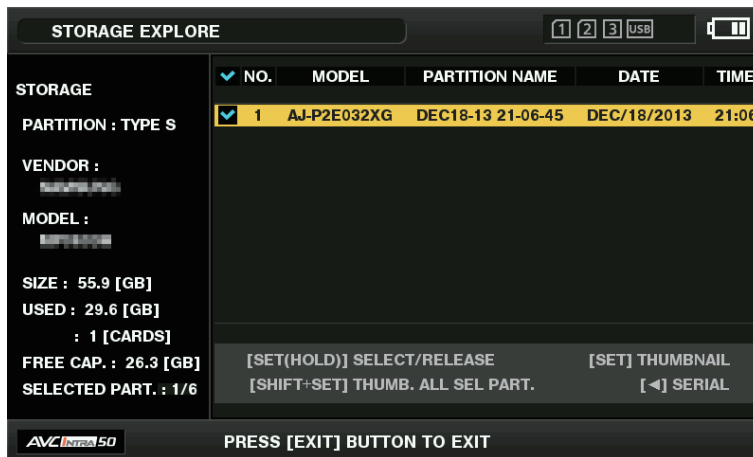 STORAGE EXPLORE
1 2 3 USB
STORAGE
PARTITION : TYPE S
VENDOR :
MODEL :
SIZE : 55.9 [GB]
USED : 29.6 [GB]
: 1 [CARDS]
FREE CAP. : 26.3 [GB]
SELECTED PART. : 1/6
NO. MODEL PARTITION NAME DATE TIME
1 AJ-P2E032XG DEC18-13 21-06-45 DEC/18/2013 21:06
[SET(HOLD)] SELECT/RELEASE [SET] THUMBNAIL
[SHIFT+SET] THUMB. ALL SEL PART. [◀] SERIAL
AVC INTRA 50 PRESS [EXIT] BUTTON TO EXIT